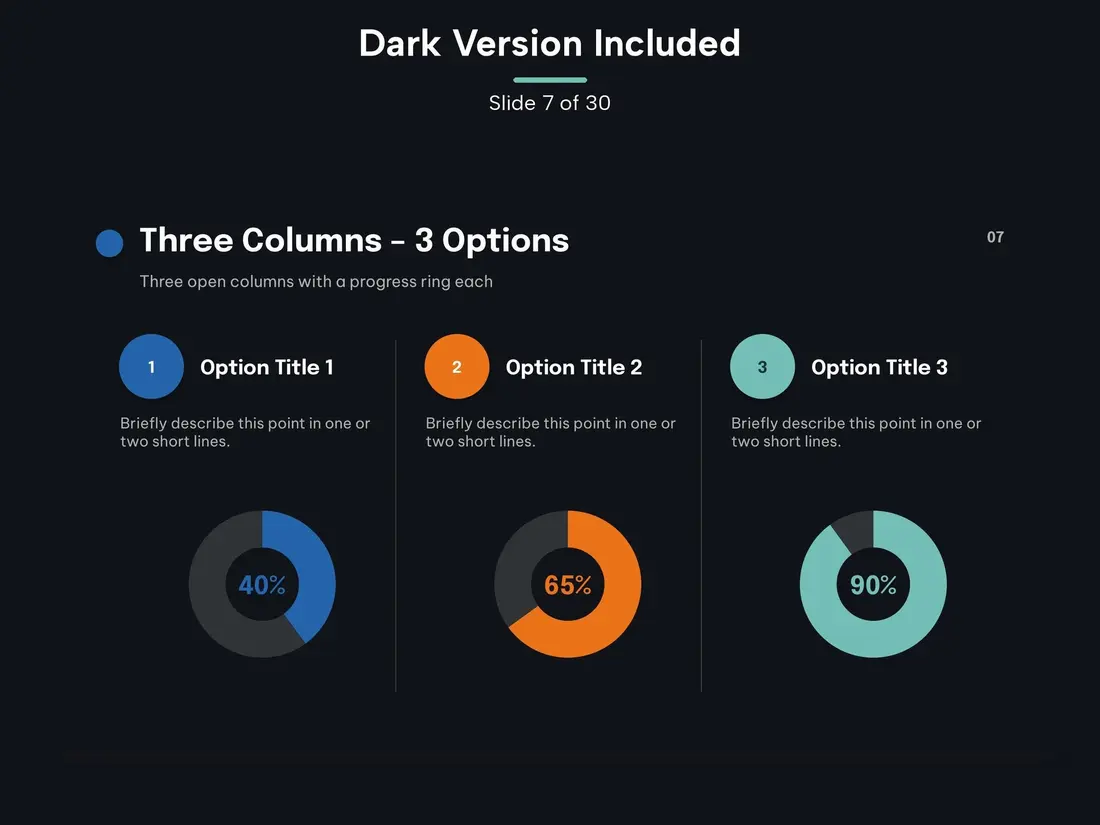 Dark Version Included
Slide 7 of 30
Three Columns – 3 Options
07
Three open columns with a progress ring each
1
Option Title 1
Briefly describe this point in one or
two short lines.
40%
2
Option Title 2
Briefly describe this point in one or
two short lines.
65%
3
Option Title 3
Briefly describe this point in one or
two short lines.
90%